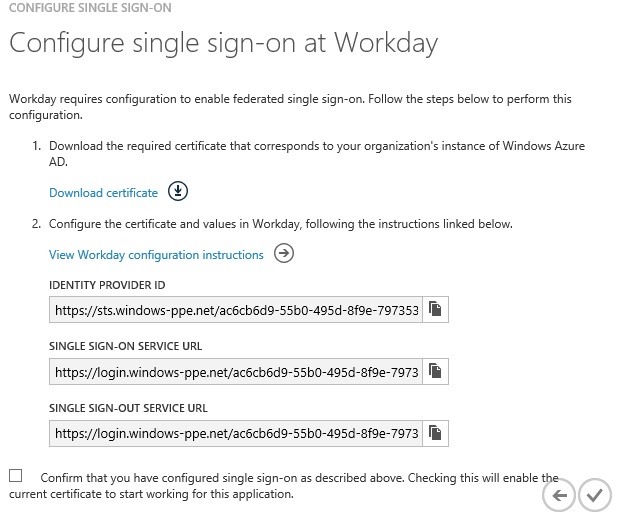 CONFIGURE SINGLE SIGN-ON
Configure single sign-on at Workday
Workday requires configuration to enable federated single sign-on. Follow the steps below to perform this
configuration.
1. Download the required certificate that corresponds to your organization's instance of Windows Azure
AD.
Download certificate
2. Configure the certificate and values in Workday, following the instructions linked below.
View Workday configuration instructions
IDENTITY PROVIDER ID
https://sts.windows-ppe.net/ac6cb6d9-55b0-495d-8f9e-797353
SINGLE SIGN-ON SERVICE URL
https://login.windows-ppe.net/ac6cb6d9-55b0-495d-8f9e-7973
SINGLE SIGN-OUT SERVICE URL
https://login.windows-ppe.net/ac6cb6d9-55b0-495d-8f9e-7973
Confirm that you have configured single sign-on as described above. Checking this will enable the
current certificate to start working for this application.